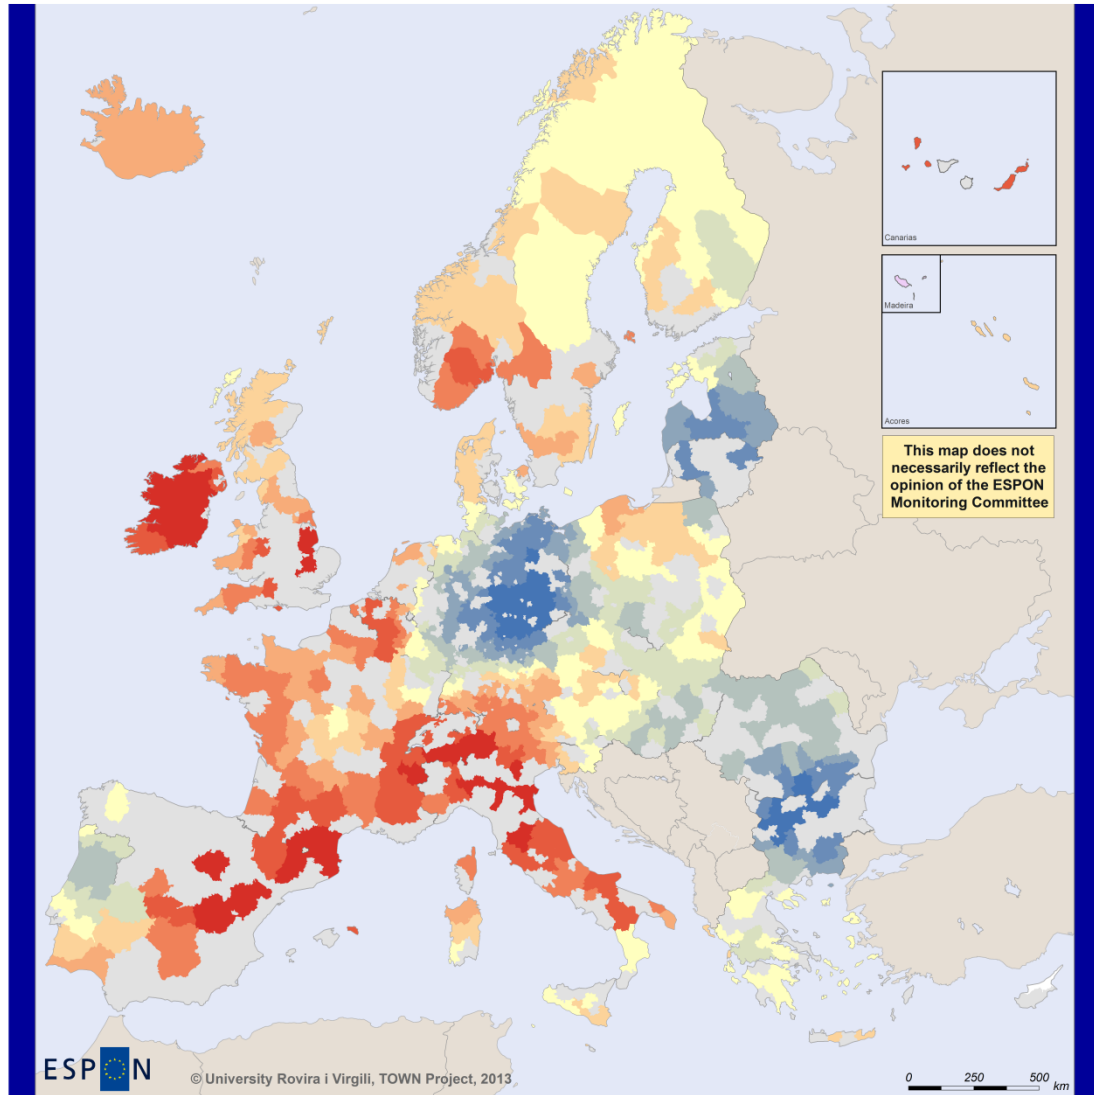 Canarias
Madeira
Acores
This map does not
necessarily reflect the
opinion of the ESPON
Monitoring Committee
ESPON
© University Rovira i Virgili, TOWN Project, 2013
0 250 500
km